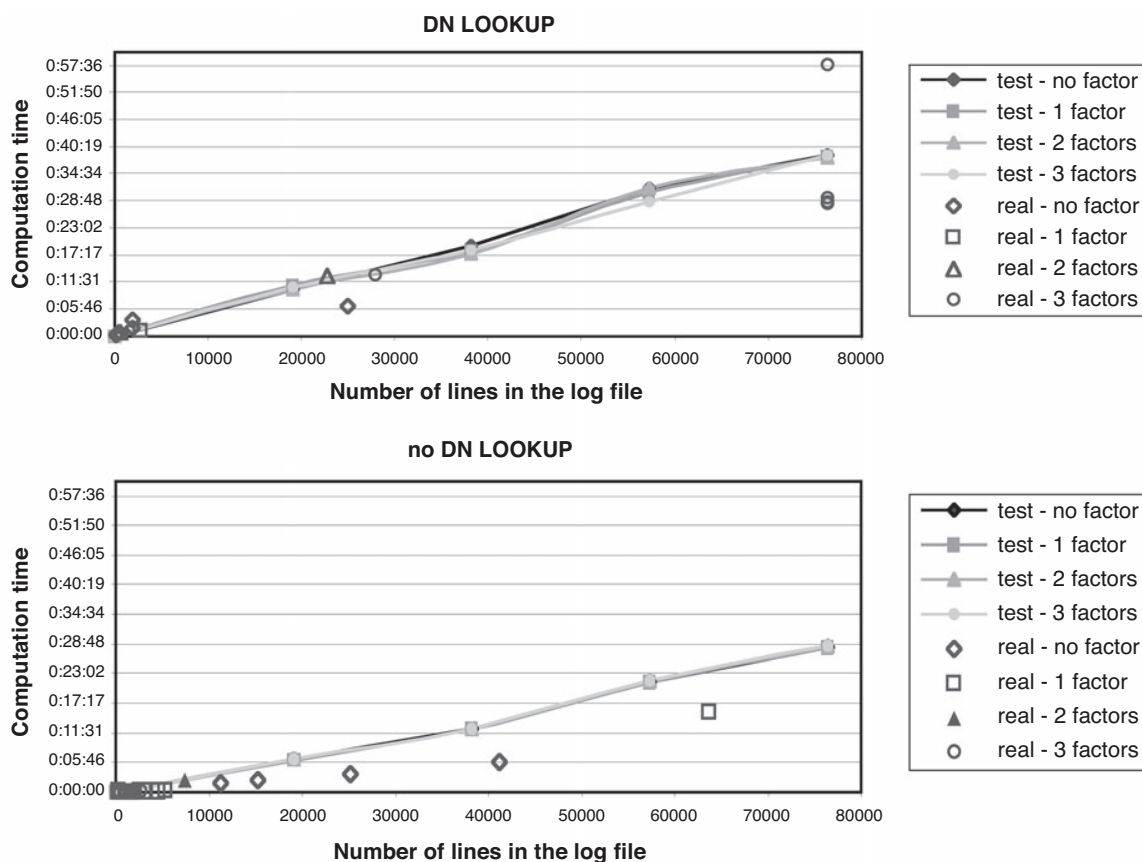 DN LOOKUP
Computation time
0:57:36
0:51:50
0:46:05
0:40:19
0:34:34
0:28:48
0:23:02
0:17:17
0:11:31
0:05:46
0:00:00
0 10000 20000 30000 40000 50000 60000 70000 80000
Number of lines in the log file
test - no factor
test - 1 factor
test - 2 factors
test - 3 factors
real - no factor
real - 1 factor
real - 2 factors
real - 3 factors
no DN LOOKUP
Computation time
0:57:36
0:51:50
0:46:05
0:40:19
0:34:34
0:28:48
0:23:02
0:17:17
0:11:31
0:05:46
0:00:00
0 10000 20000 30000 40000 50000 60000 70000 80000
Number of lines in the log file
test - no factor
test - 1 factor
test - 2 factors
test - 3 factors
real - no factor
real - 1 factor
real - 2 factors
real - 3 factors